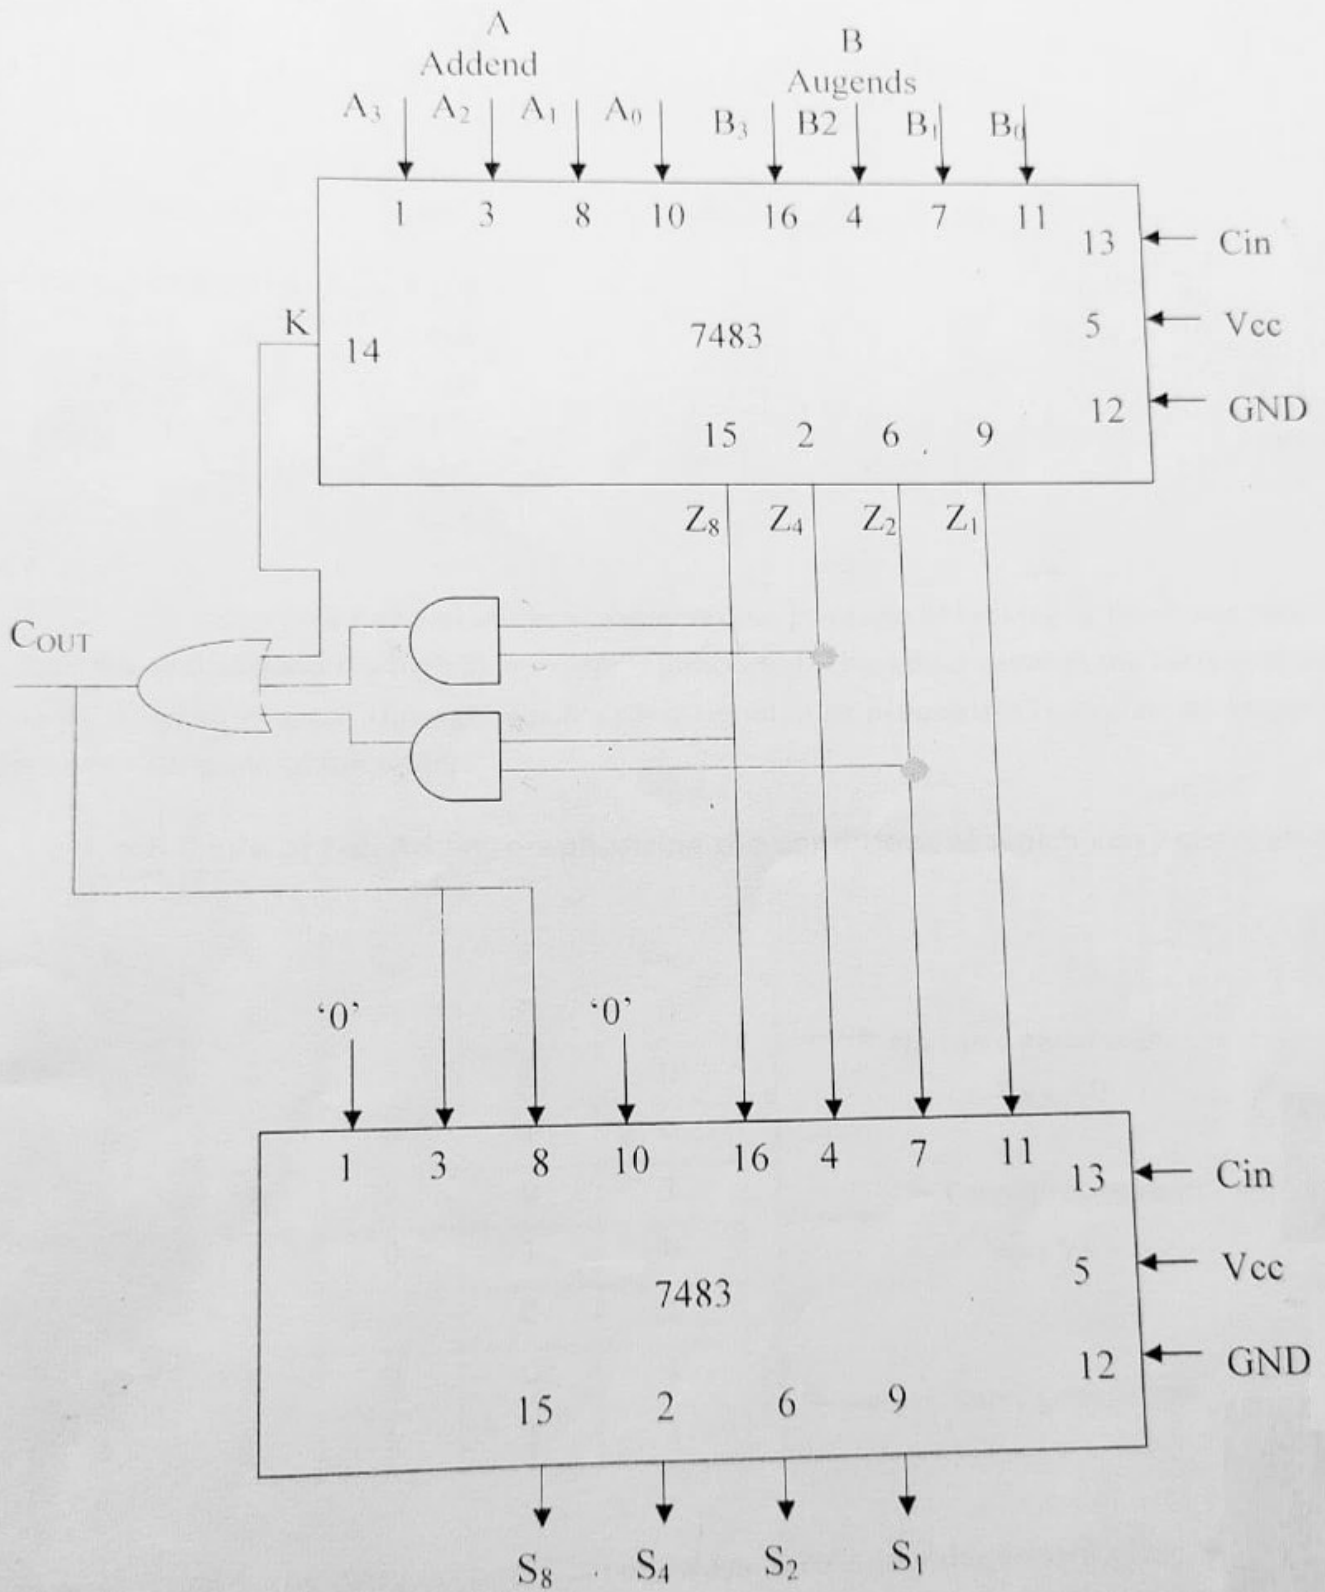 A
Addend
B
Augends
A₃ A₂ A₁ A₀ B₃ B2 B₁ B₀
1 3 8 10 16 4 7 11
13 Cin
K
14
7483
5 Vcc
12 GND
15 2 6 9
Z₈ Z₄ Z₂ Z₁
C_OUT
‘0’ ‘0’
1 3 8 10 16 4 7 11
13 Cin
7483
5 Vcc
12 GND
15 2 6 9
S₈ S₄ S₂ S₁